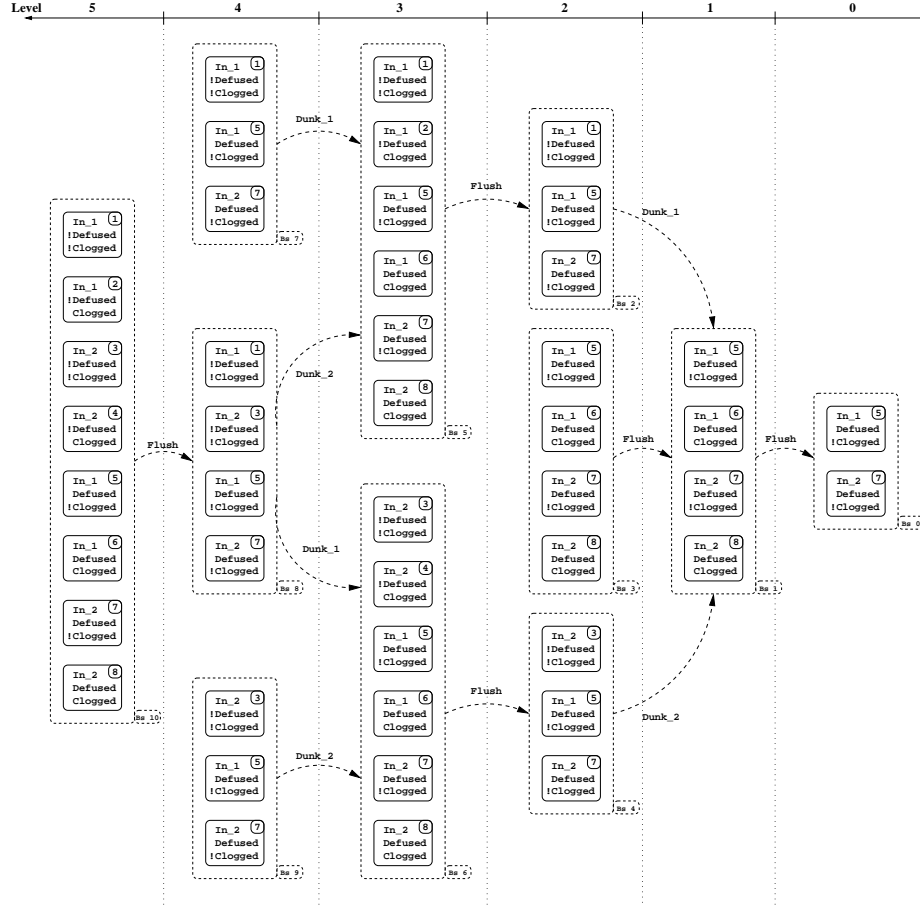 Level 5 4 3 2 1 0
In_1 1
!Defused
!Clogged
In_1 2
!Defused
Clogged
In_2 3
!Defused
!Clogged
In_2 4
!Defused
Clogged
In_1 5
Defused
!Clogged
In_1 6
Defused
Clogged
In_2 7
Defused
!Clogged
In_2 8
Defused
Clogged
Bs 10
Flush
In_1 1
!Defused
!Clogged
In_1 5
Defused
!Clogged
In_2 7
Defused
!Clogged
Bs 7
Dunk_1
In_1 1
!Defused
!Clogged
In_2 3
!Defused
!Clogged
In_1 5
Defused
!Clogged
In_2 7
Defused
!Clogged
Bs 8
Dunk_2
Dunk_1
In_2 3
!Defused
!Clogged
In_1 5
Defused
!Clogged
In_2 7
Defused
!Clogged
Bs 9
Dunk_2
In_1 1
!Defused
!Clogged
In_1 2
!Defused
Clogged
In_1 5
Defused
!Clogged
In_1 6
Defused
Clogged
In_2 7
Defused
!Clogged
In_2 8
Defused
Clogged
Bs 5
Flush
In_2 3
!Defused
!Clogged
In_2 4
!Defused
Clogged
In_1 5
Defused
!Clogged
In_1 6
Defused
Clogged
In_2 7
Defused
!Clogged
In_2 8
Defused
Clogged
Bs 6
Flush
In_1 1
!Defused
!Clogged
In_1 5
Defused
!Clogged
In_2 7
Defused
!Clogged
Bs 2
Dunk_1
In_1 5
Defused
!Clogged
In_1 6
Defused
Clogged
In_2 7
Defused
!Clogged
In_2 8
Defused
Clogged
Bs 3
Flush
In_2 3
!Defused
!Clogged
In_1 5
Defused
!Clogged
In_2 7
Defused
!Clogged
Bs 4
Dunk_2
In_1 5
Defused
!Clogged
In_1 6
Defused
Clogged
In_2 7
Defused
!Clogged
In_2 8
Defused
Clogged
Bs 1
Flush
In_1 5
Defused
!Clogged
In_2 7
Defused
!Clogged
Bs 0